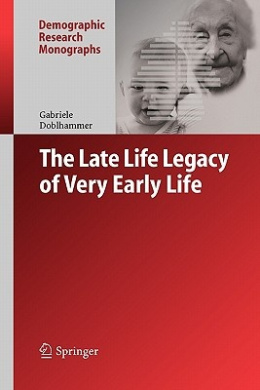 Demographic
Research
Monographs
Gabriele
Doblhammer
The Late Life Legacy
of Very Early Life
Springer